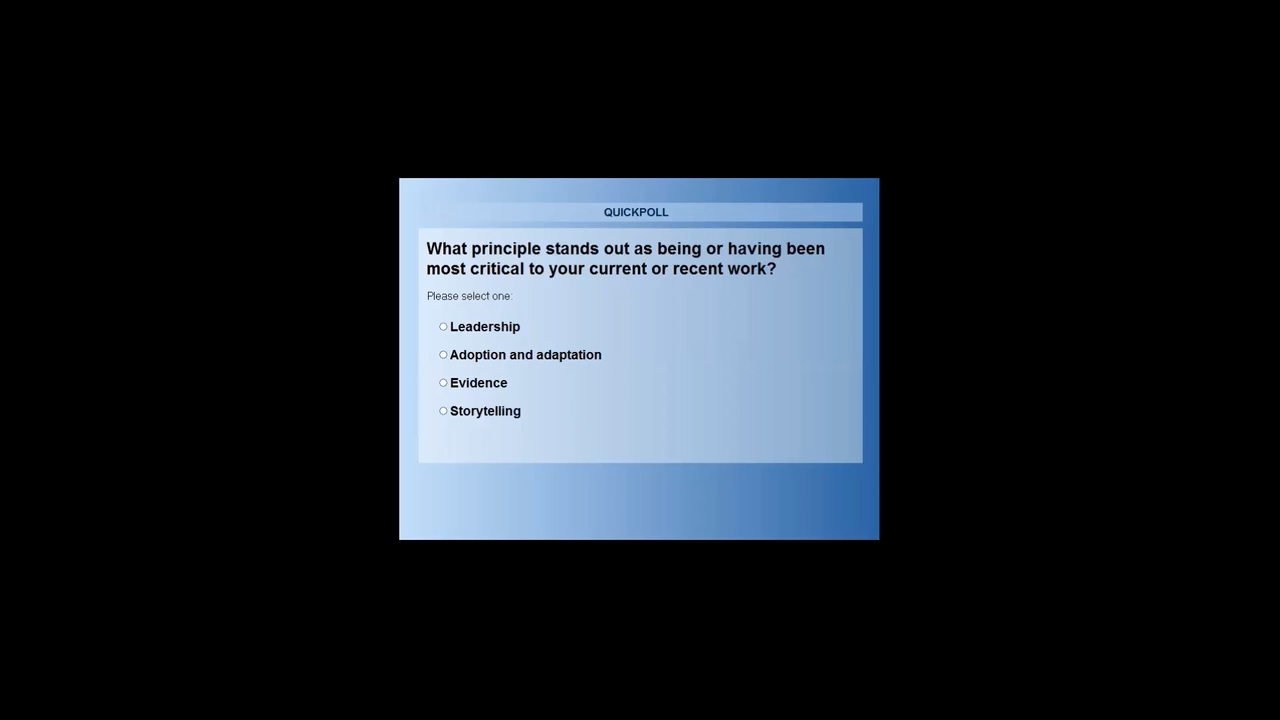 QUICKPOLL
What principle stands out as being or having been
most critical to your current or recent work?
Please select one:
Leadership
Adoption and adaptation
Evidence
Storytelling